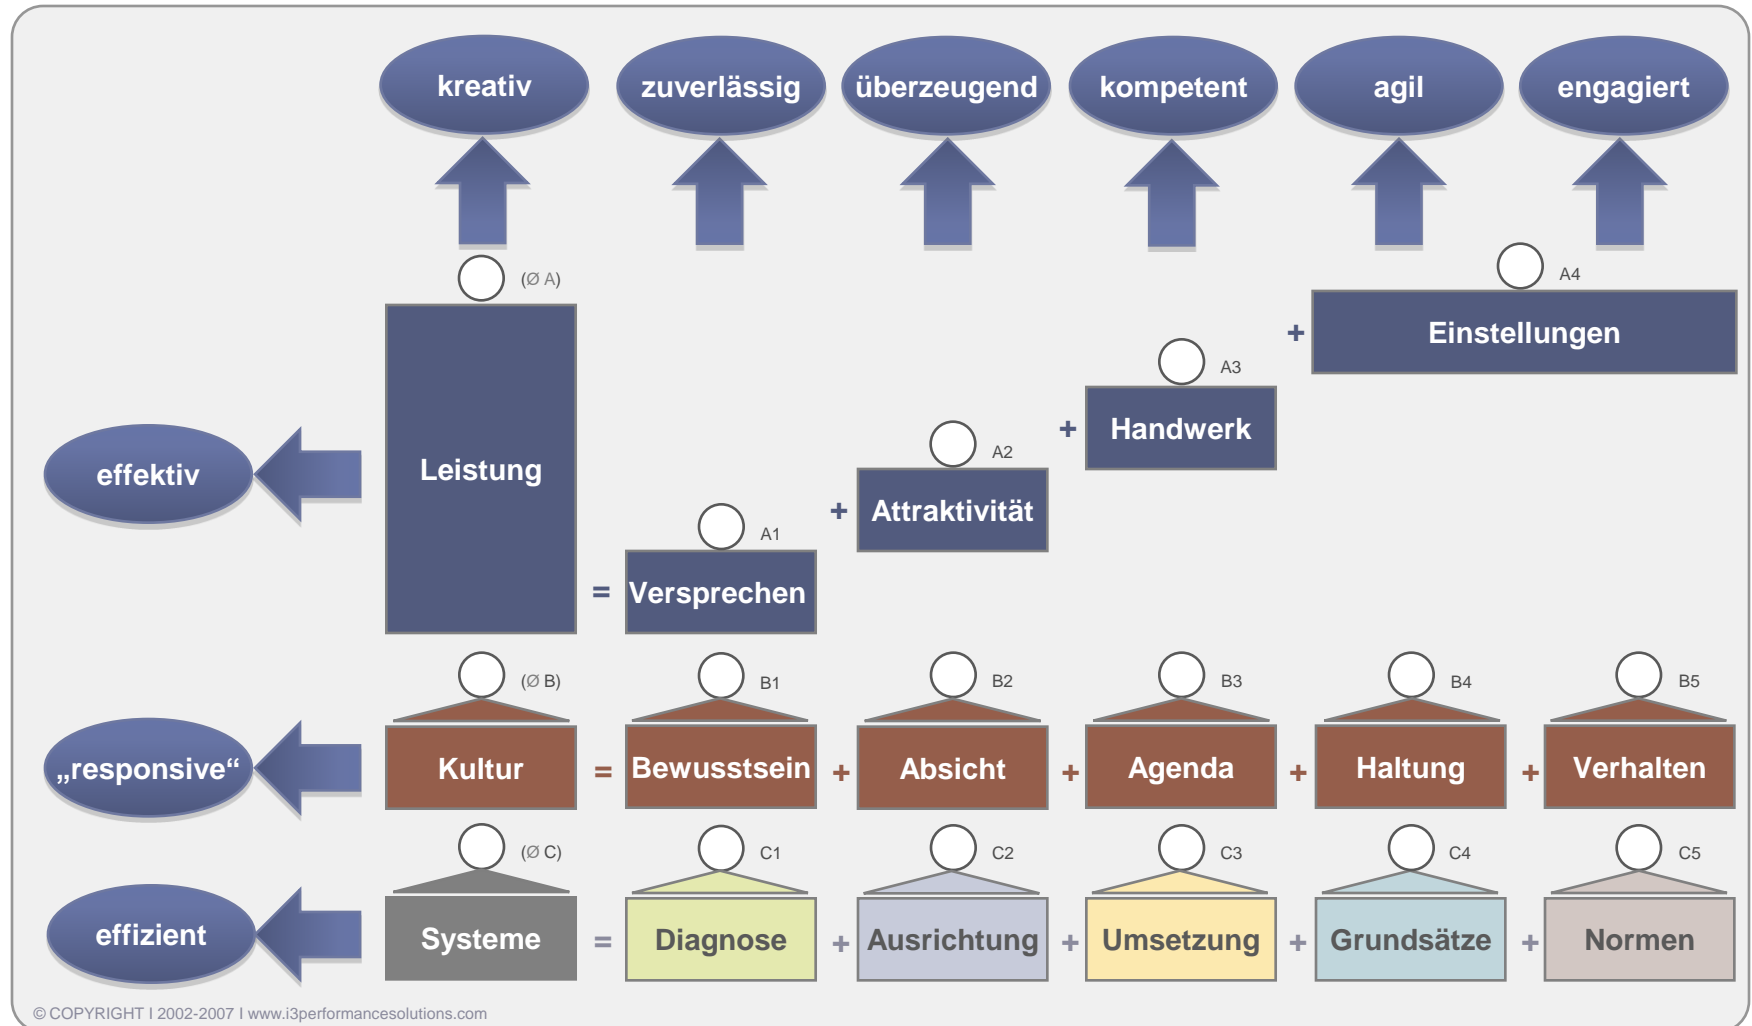 kreativ
zuverlässig
überzeugend
kompetent
agil
engagiert
(Ø A)
A4
Einstellungen
+
A3
Handwerk
+
A2
Attraktivität
+
effektiv
Leistung
A1
Versprechen
=
(Ø B)
B1
B2
B3
B4
B5
„responsive“
Kultur = Bewusstsein + Absicht + Agenda + Haltung + Verhalten
(Ø C)
C1
C2
C3
C4
C5
effizient
Systeme = Diagnose + Ausrichtung + Umsetzung + Grundsätze + Normen
© COPYRIGHT I 2002-2007 I www.i3performancesolutions.com